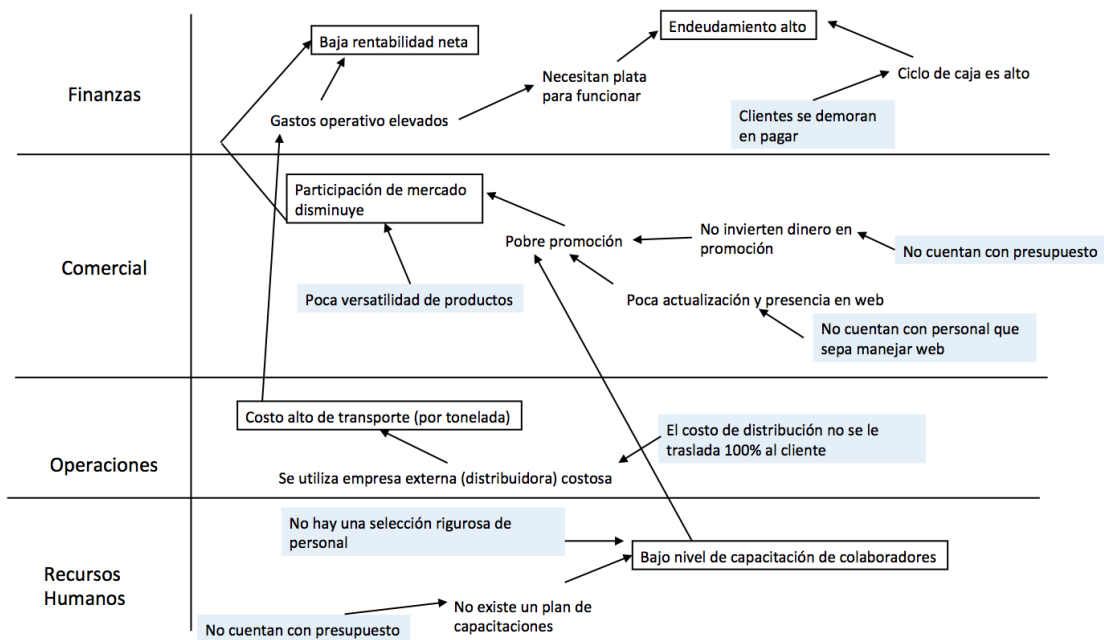 Finanzas
Baja rentabilidad neta
Endeudamiento alto
Necesitan plata
para funcionar
Ciclo de caja es alto
Gastos operativo elevados
Clientes se demoran
en pagar
Comercial
Participación de mercado
disminuye
Pobre promoción
No invierten dinero en
promoción
No cuentan con presupuesto
Poca versatilidad de productos
Poca actualización y presencia en web
No cuentan con personal que
sepa manejar web
Operaciones
Costo alto de transporte (por tonelada)
El costo de distribución no se le
traslada 100% al cliente
Se utiliza empresa externa (distribuidora) costosa
Recursos
Humanos
No hay una selección rigurosa de
personal
Bajo nivel de capacitación de colaboradores
No existe un plan de
capacitaciones
No cuentan con presupuesto